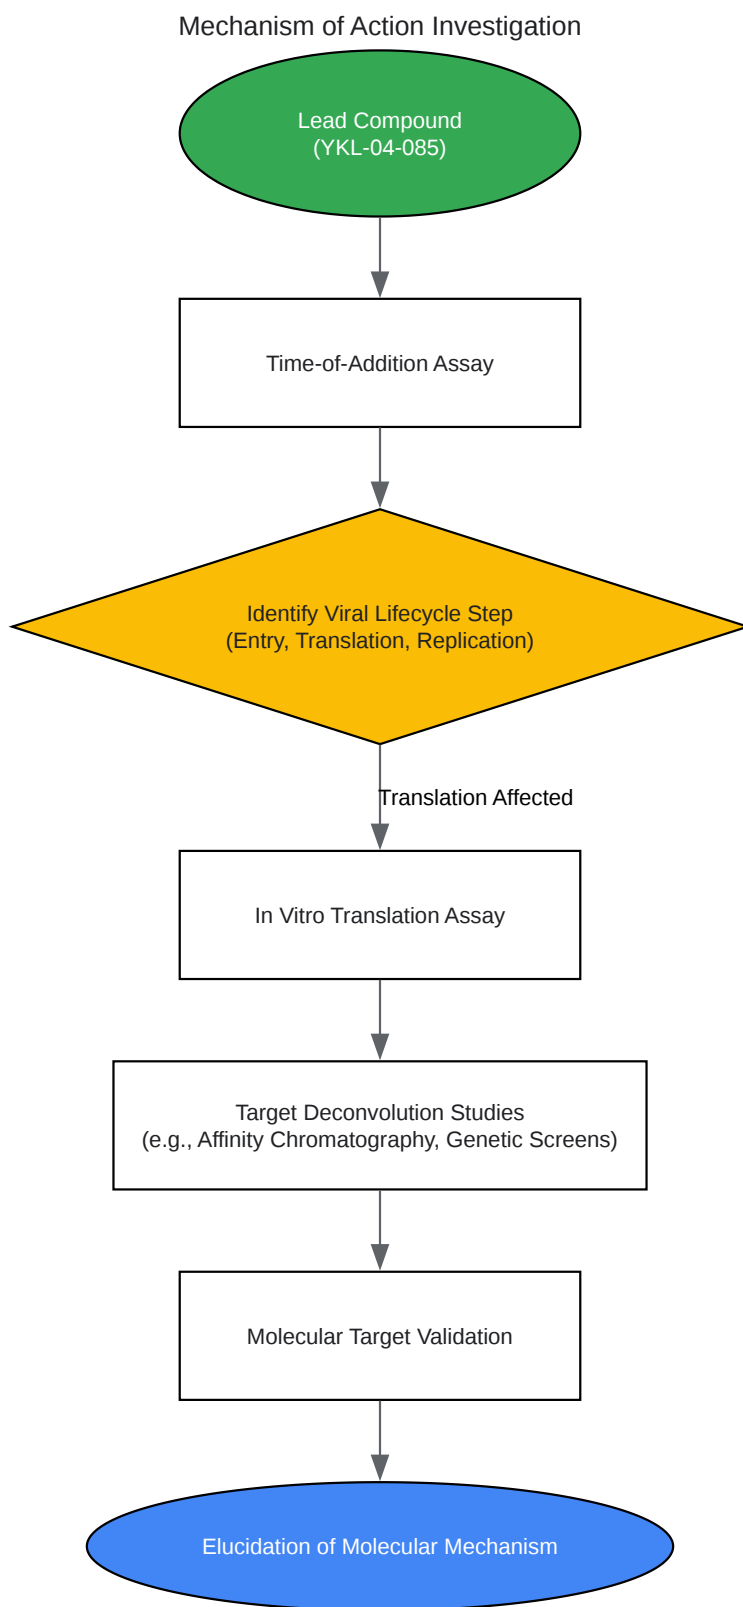 Mechanism of Action Investigation
Lead Compound
(YKL-04-085)
Time-of-Addition Assay
Identify Viral Lifecycle Step
(Entry, Translation, Replication)
Translation Affected
In Vitro Translation Assay
Target Deconvolution Studies
(e.g., Affinity Chromatography, Genetic Screens)
Molecular Target Validation
Elucidation of Molecular Mechanism